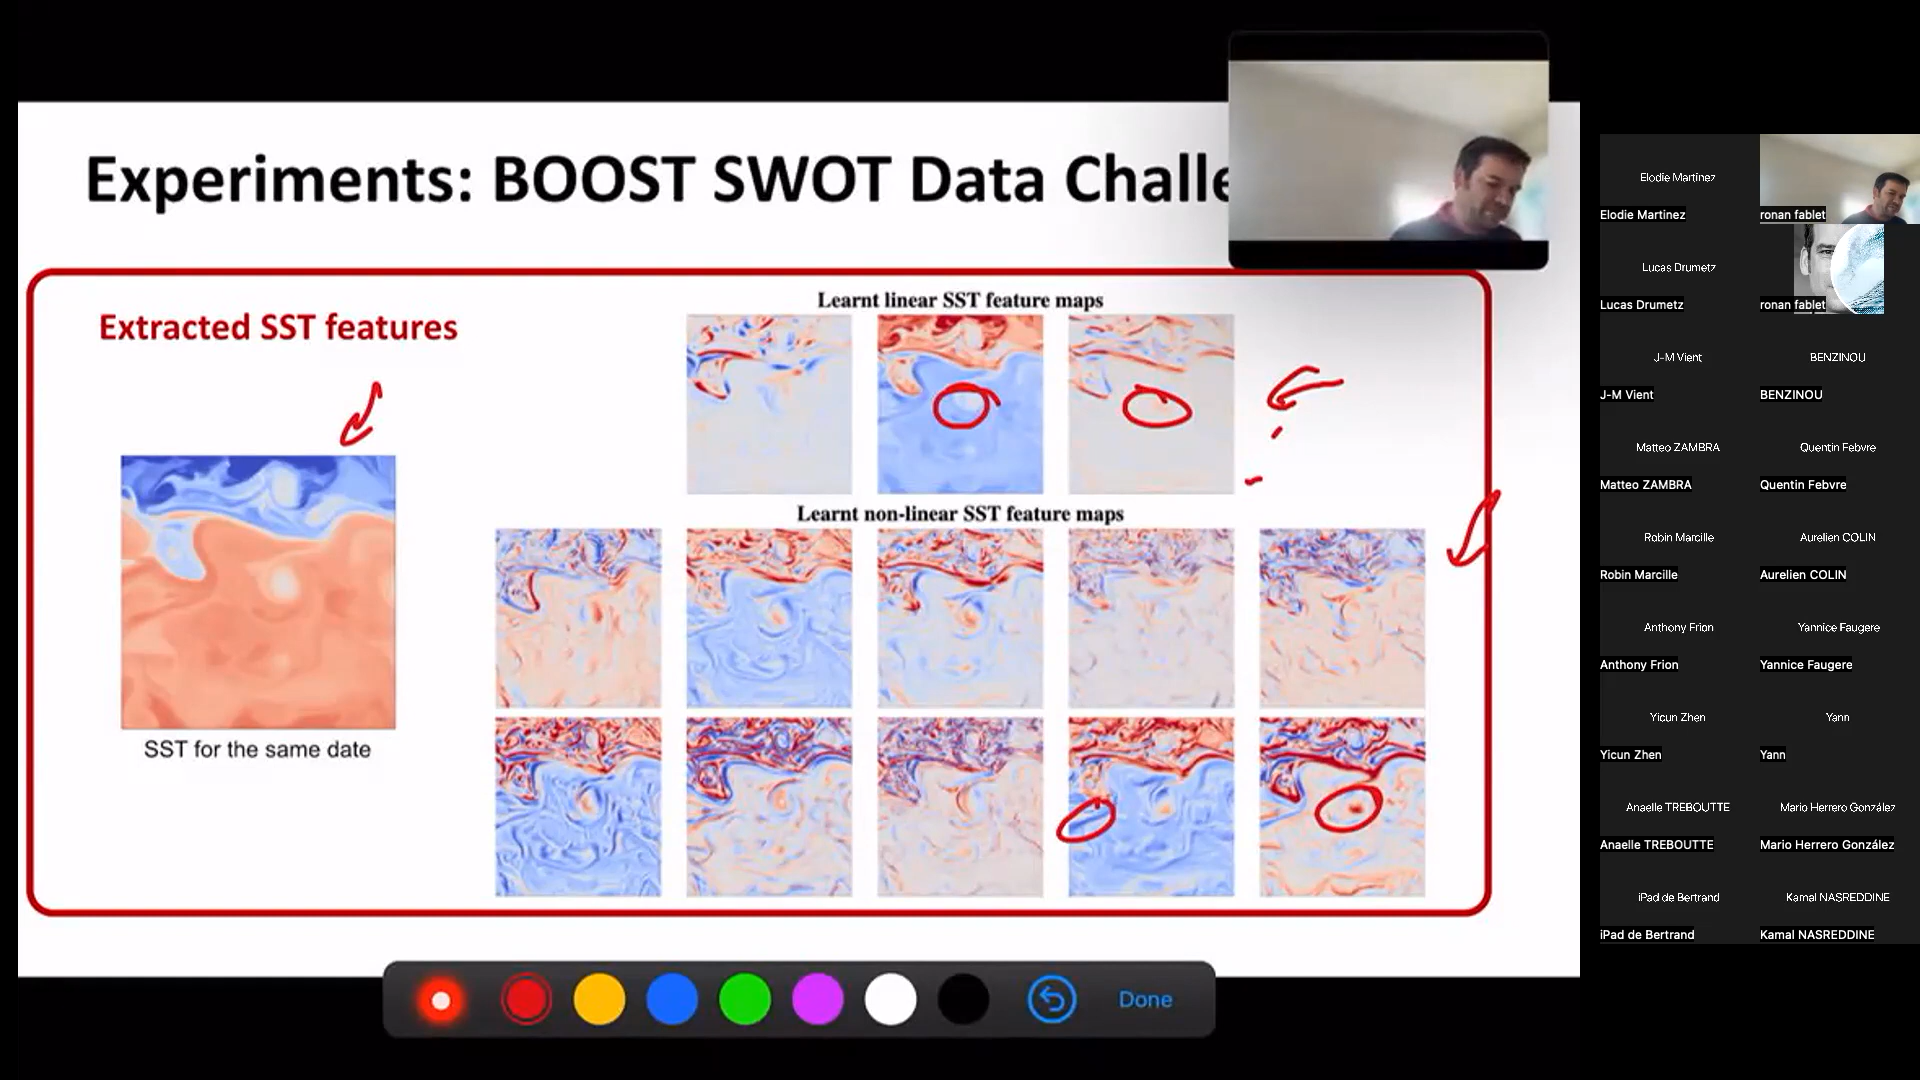 Experiments: BOOST SWOT Data Challe
Extracted SST features
Learnt linear SST feature maps
Learnt non-linear SST feature maps
SST for the same date
Done
Elodie Martinez
Elodie Martinez
ronan fablet
Lucas Drumetz
Lucas Drumetz
ronan fablet
J-M Vient
BENZINOU
J-M Vient
BENZINOU
Matteo ZAMBRA
Quentin Febvre
Matteo ZAMBRA
Quentin Febvre
Robin Marcille
Aurelien COLIN
Robin Marcille
Aurelien COLIN
Anthony Frion
Yannice Faugere
Anthony Frion
Yannice Faugere
Yicun Zhen
Yann
Yicun Zhen
Yann
Anaelle TREBOUTTE
Mario Herrero González
Anaelle TREBOUTTE
Mario Herrero González
iPad de Bertrand
Kamal NASREDDINE
iPad de Bertrand
Kamal NASREDDINE